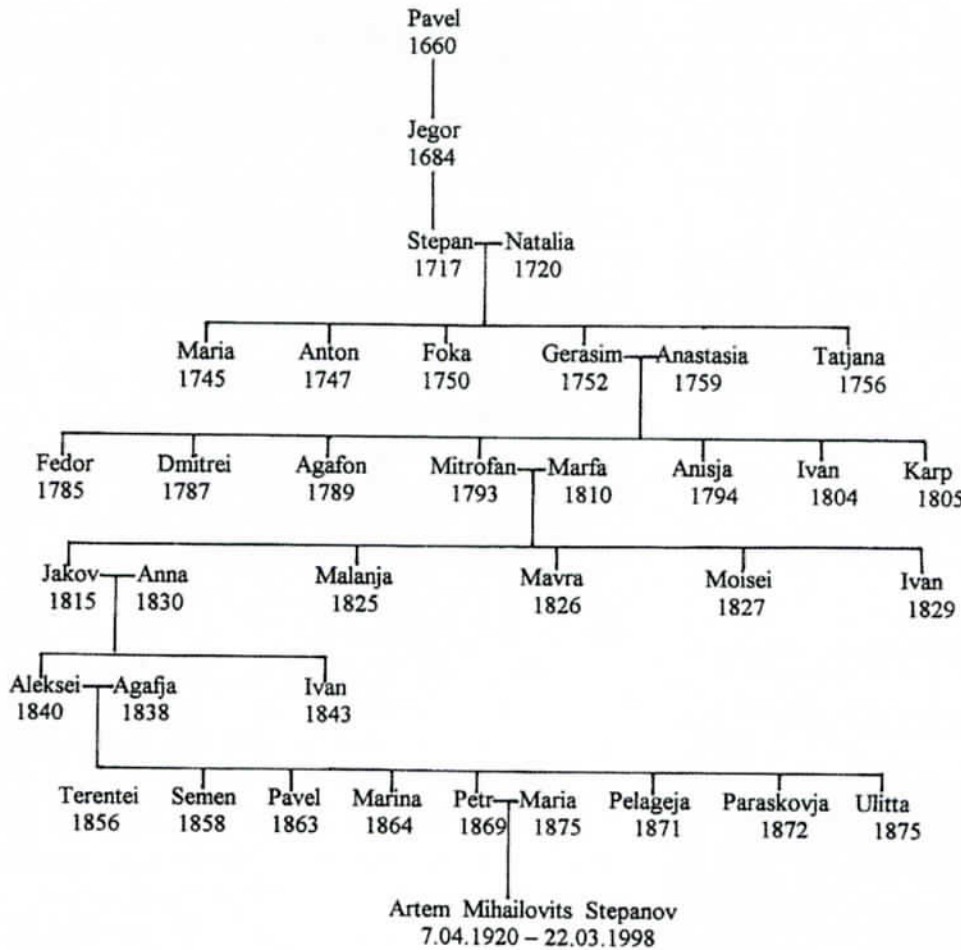 Pavel
1660
Jegor
1684
Stepan Natalia
1717 1720
Maria Anton Foka Gerasim Anastasia Tatjana
1745 1747 1750 1752 1759 1756
Fedor Dmitrei Agafon Mitrofan Marfa Anisja Ivan Karp
1785 1787 1789 1793 1810 1794 1804 1805
Jakov Anna Malanja Mavra Moisei Ivan
1815 1830 1825 1826 1827 1829
Aleksei Agafja Ivan
1840 1838 1843
Terentei Semen Pavel Marina Petr Maria Pelageja Paraskovja Ulitta
1856 1858 1863 1864 1869 1875 1871 1872 1875
Artem Mihailovits Stepanov
7.04.1920 – 22.03.1998